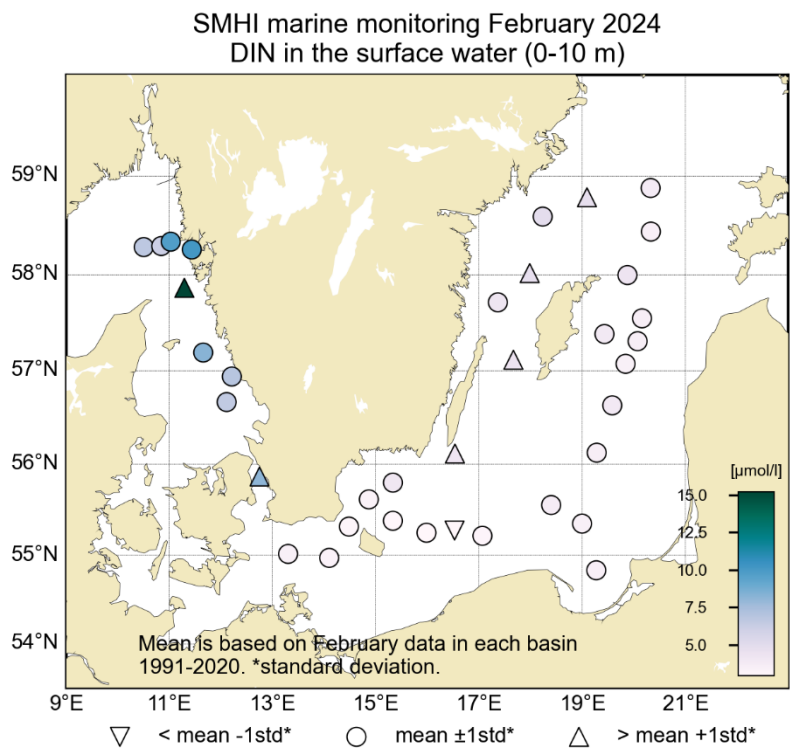 SMHI marine monitoring February 2024
DIN in the surface water (0-10 m)
59°N
58°N
57°N
56°N
55°N
54°N
[µmol/l]
15.0
12.5
10.0
7.5
5.0
Mean is based on February data in each basin
1991-2020. *standard deviation.
9°E 11°E 13°E 15°E 17°E 19°E 21°E
< mean -1std* mean ±1std* > mean +1std*